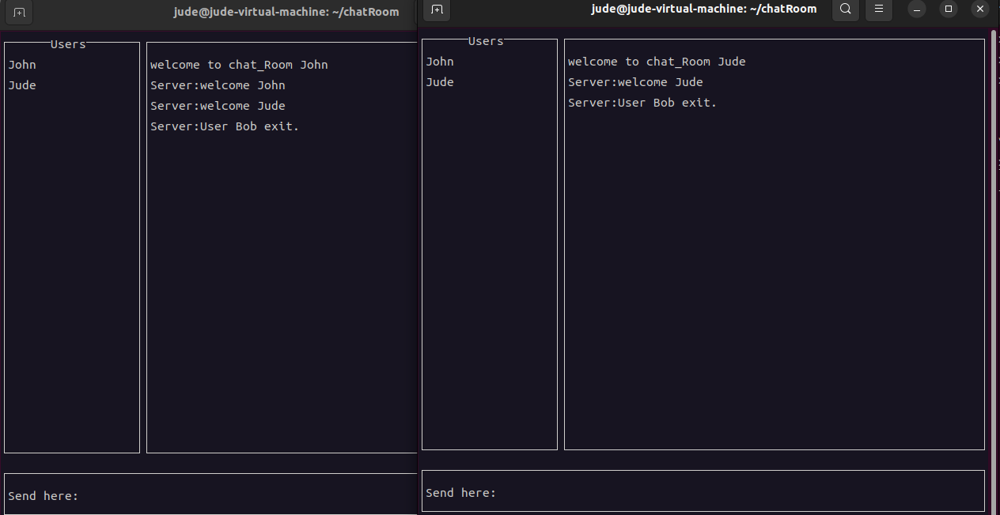 jude@jude-virtual-machine: ~/chatRoom
Users
John
Jude
welcome to chat_Room John
Server:welcome John
Server:welcome Jude
Server:User Bob exit.
Send here:
jude@jude-virtual-machine: ~/chatRoom
Users
John
Jude
welcome to chat_Room Jude
Server:welcome Jude
Server:User Bob exit.
Send here: